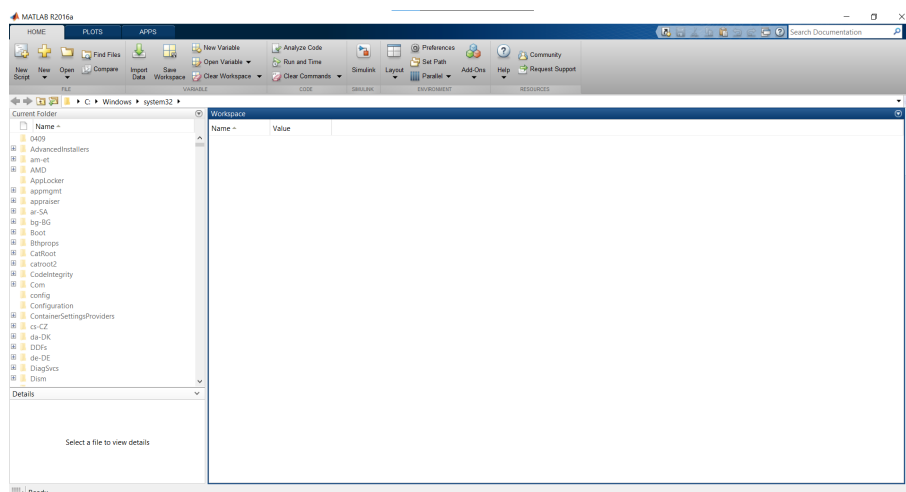 MATLAB R2016a
HOME PLOTS APPS
Search Documentation
New Script
New
Open
Find Files
Compare
FILE
Import Data
Save Workspace
New Variable
Open Variable
Clear Workspace
VARIABLE
Analyze Code
Run and Time
Clear Commands
CODE
Simulink
SIMULINK
Layout
Preferences
Set Path
Parallel
Add-Ons
ENVIRONMENT
Help
Community
Request Support
RESOURCES
C: Windows system32
Current Folder
Name
0409
AdvancedInstallers
am-et
AMD
AppLocker
appmgmt
appraiser
ar-SA
bg-BG
Boot
Bthprops
CatRoot
catroot2
CodeIntegrity
Com
config
Configuration
ContainerSettingsProviders
cs-CZ
da-DK
DDFs
de-DE
DiagSvcs
Dism
Details
Select a file to view details
Workspace
Name Value
Ready